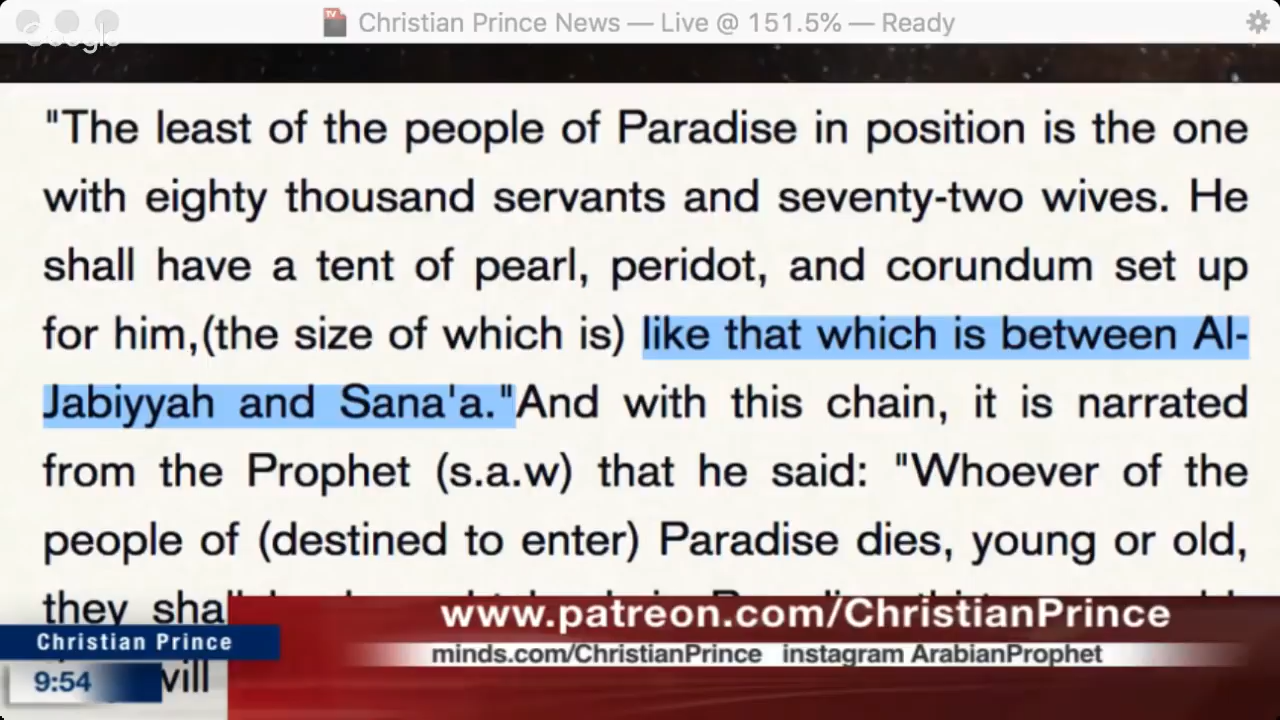 Christian Prince News — Live @ 151.5% — Ready
Google
"The least of the people of Paradise in position is the one
with eighty thousand servants and seventy-two wives. He
shall have a tent of pearl, peridot, and corundum set up
for him,(the size of which is) like that which is between Al-
Jabiyyah and Sana'a."And with this chain, it is narrated
from the Prophet (s.a.w) that he said: "Whoever of the
people of (destined to enter) Paradise dies, young or old,
they
www.patreon.com/ChristianPrince
Christian Prince
minds.com/ChristianPrince instagram ArabianProphet
9:54
will